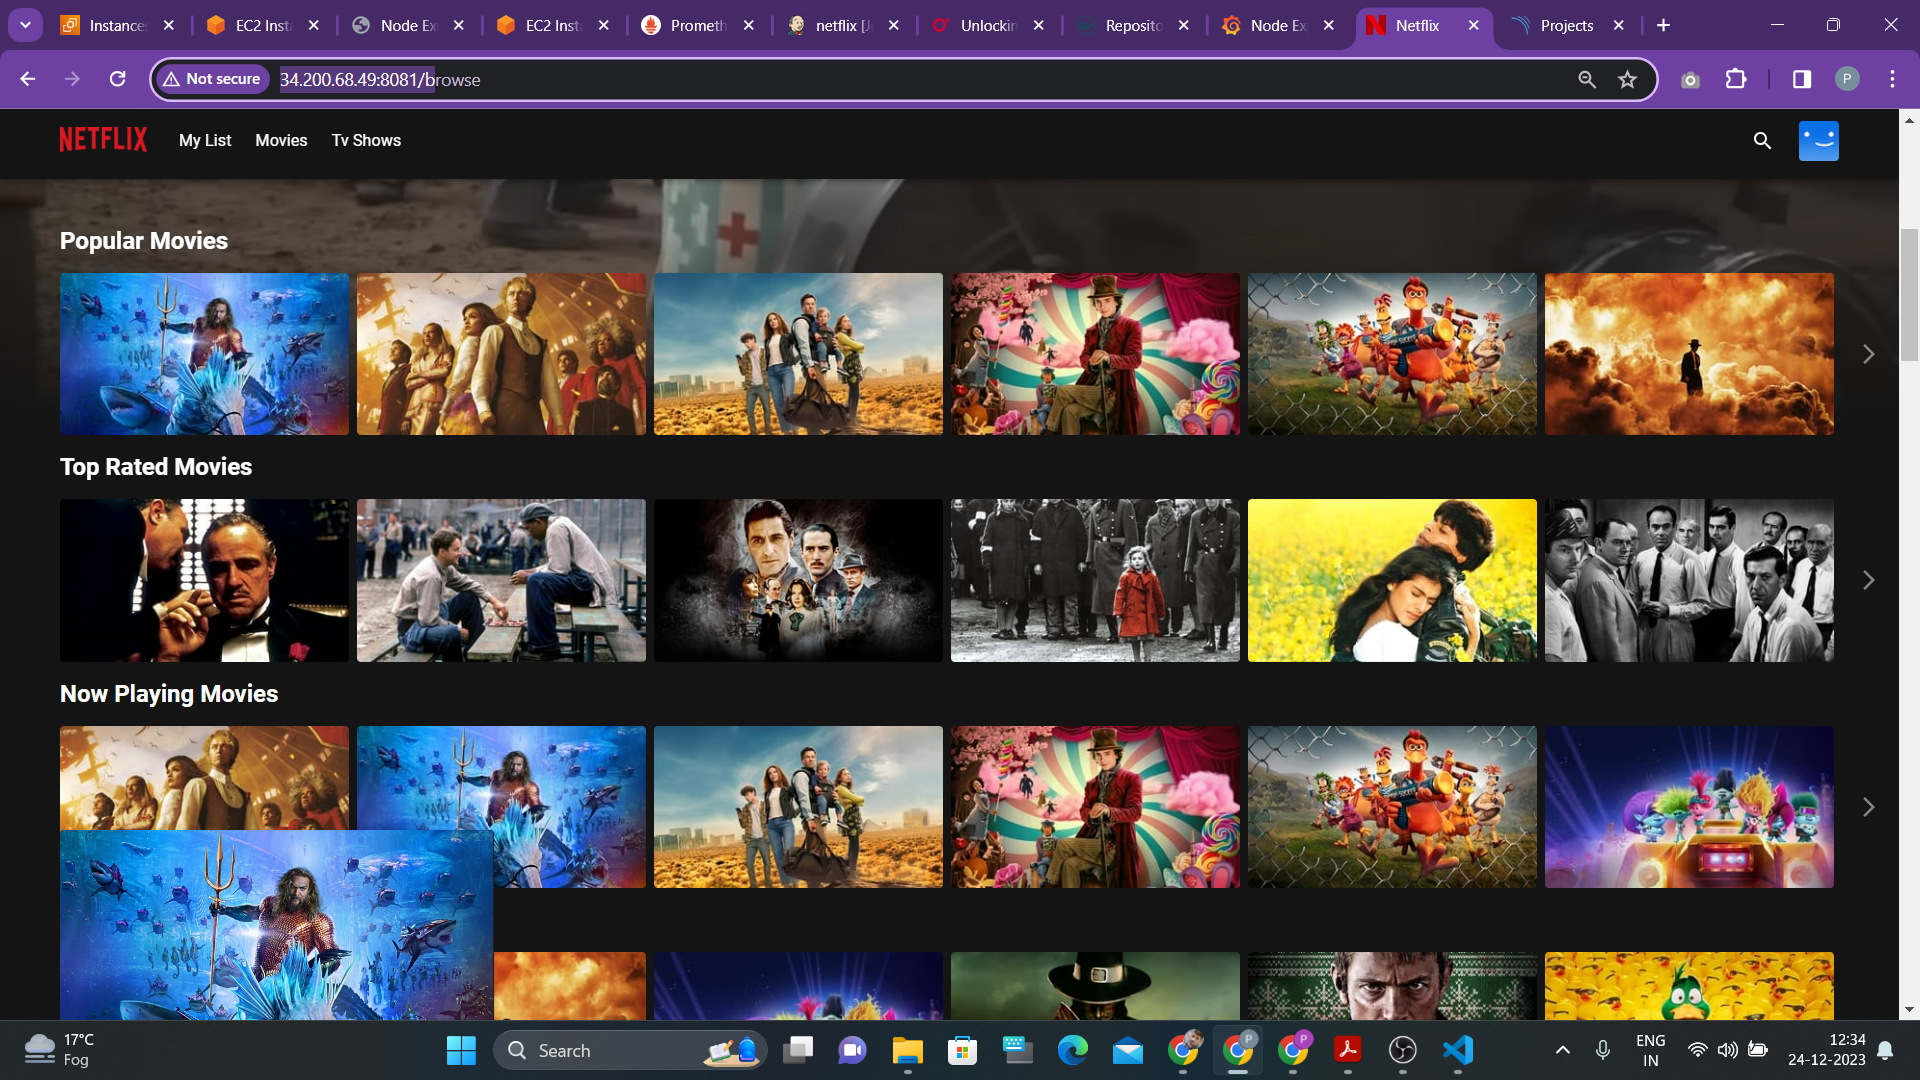 Instances
EC2 Inst
Node Ex
EC2 Inst
Prometh
netflix [J
Unlockin
Reposito
Node Ex
Netflix
Projects
Not secure
34.200.68.49:8081/browse
P
NETFLIX
My List
Movies
Tv Shows
Popular Movies
Top Rated Movies
Now Playing Movies
17°C
Fog
Search
P
P
ENG
IN
12:34
24-12-2023